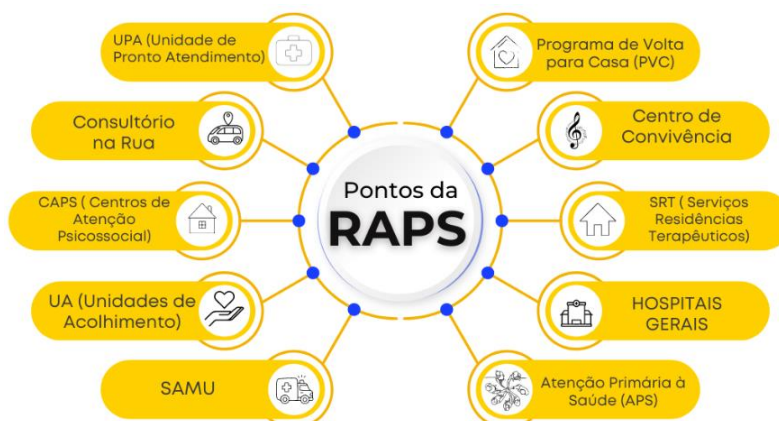 UPA (Unidade de
Pronto Atendimento)
Consultório
na Rua
CAPS ( Centros de
Atenção
Psicossocial)
UA (Unidades de
Acolhimento)
SAMU
Pontos da
RAPS
Programa de Volta
para Casa (PVC)
Centro de
Convivência
SRT ( Serviços
Residências
Terapêuticos)
HOSPITAIS
GERAIS
Atenção Primária à
Saúde (APS)